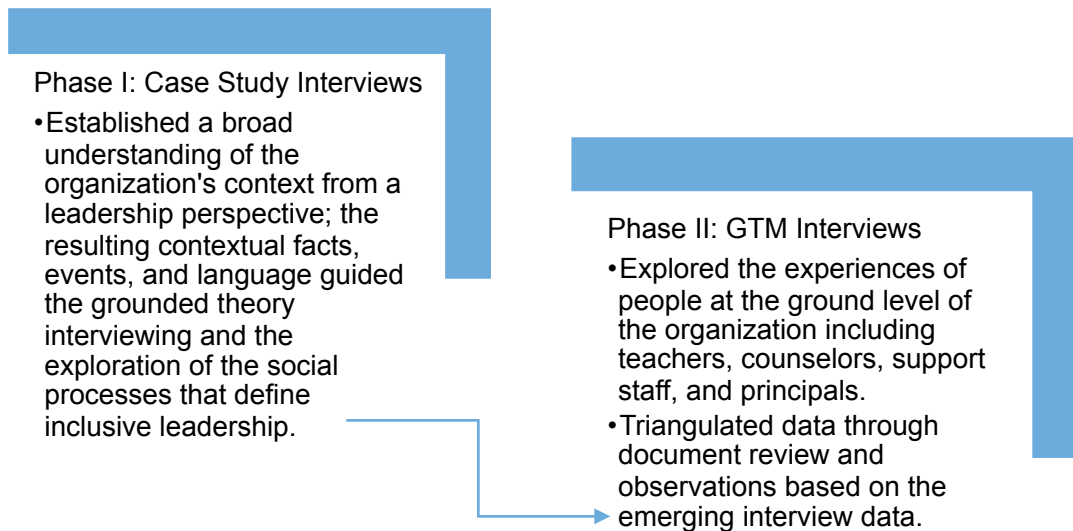 Phase I: Case Study Interviews
•Established a broad
understanding of the
organization's context from a
leadership perspective; the
resulting contextual facts,
events, and language guided
the grounded theory
interviewing and the
exploration of the social
processes that define
inclusive leadership.
Phase II: GTM Interviews
•Explored the experiences of
people at the ground level of
the organization including
teachers, counselors, support
staff, and principals.
•Triangulated data through
document review and
observations based on the
emerging interview data.